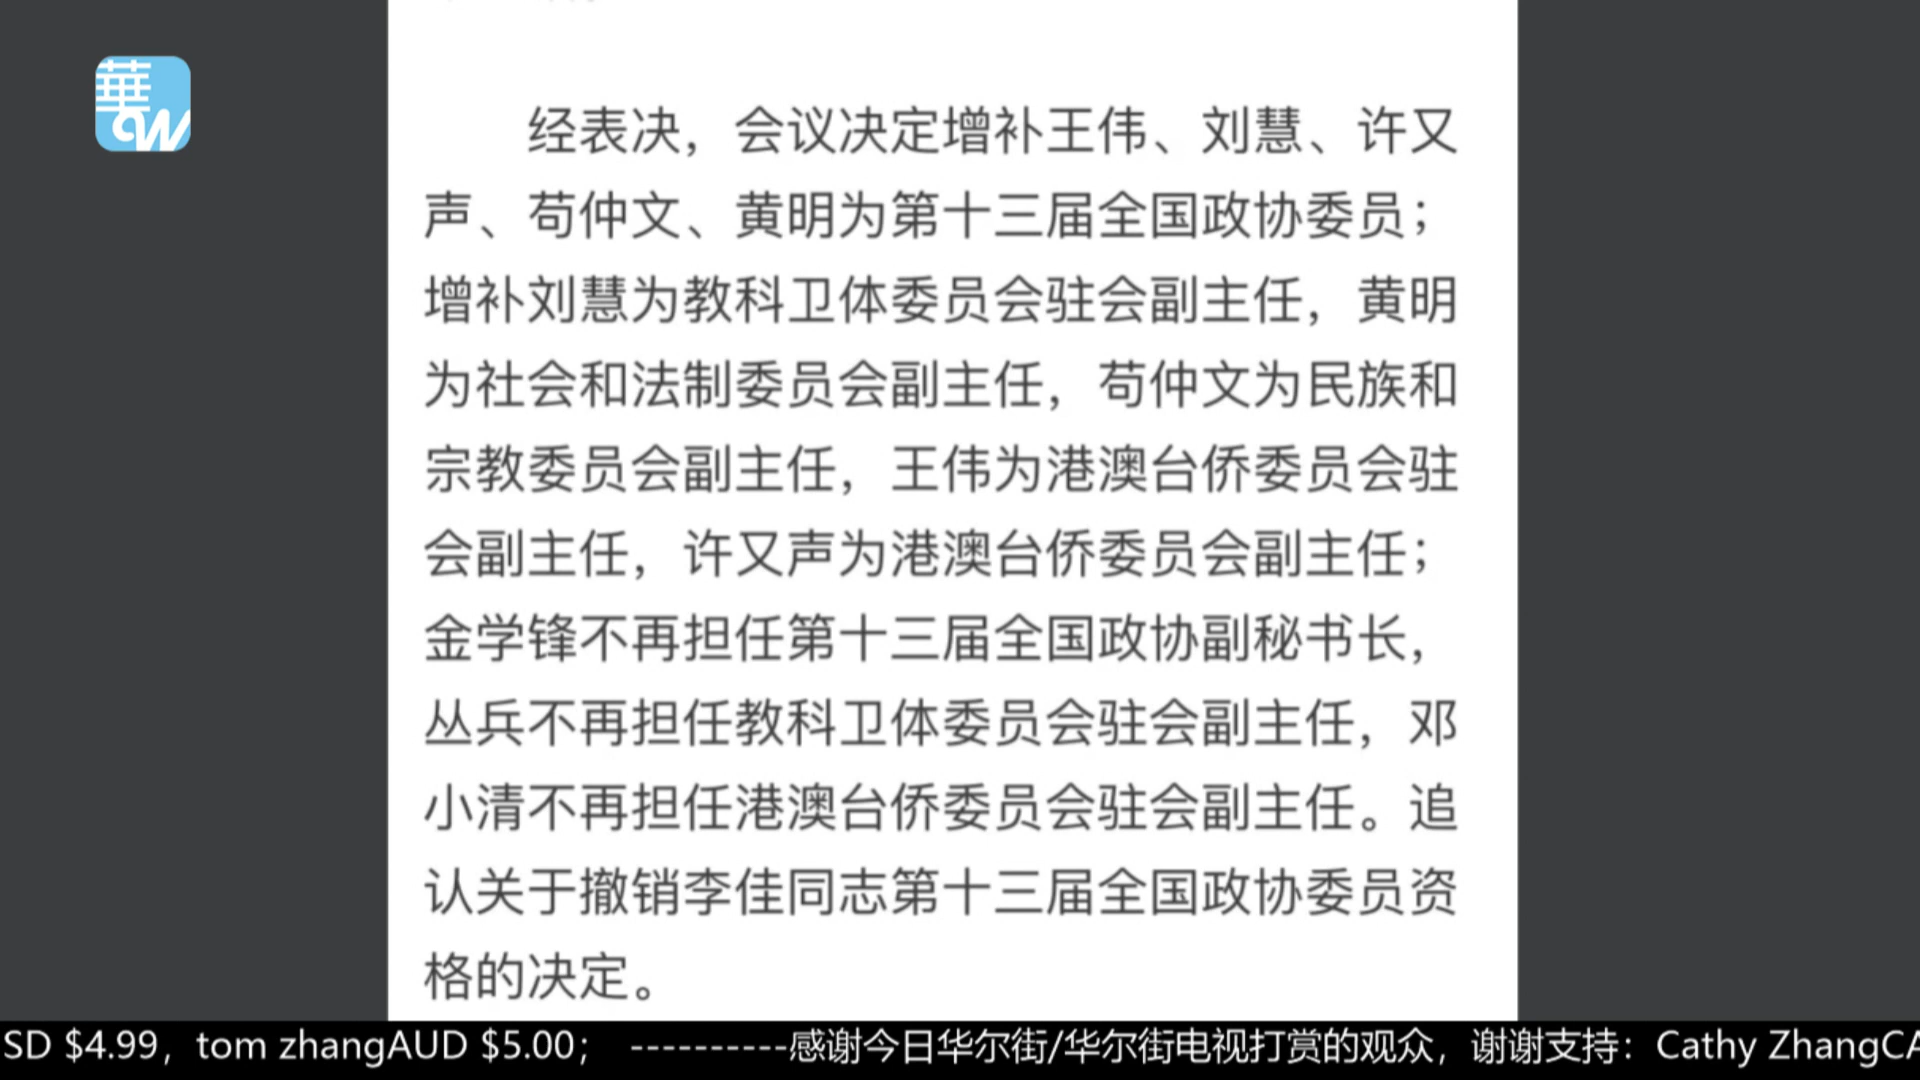 華
aw
经表决，会议决定增补王伟、刘慧、许又
声、苟仲文、黄明为第十三届全国政协委员；
增补刘慧为教科卫体委员会驻会副主任，黄明
为社会和法制委员会副主任，苟仲文为民族和
宗教委员会副主任，王伟为港澳台侨委员会驻
会副主任，许又声为港澳台侨委员会副主任；
金学锋不再担任第十三届全国政协副秘书长，
丛兵不再担任教科卫体委员会驻会副主任，邓
小清不再担任港澳台侨委员会驻会副主任。追
认关于撤销李佳同志第十三届全国政协委员资
格的决定。
SD $4.99，tom zhangAUD $5.00； ----------感谢今日华尔街/华尔街电视打赏的观众，谢谢支持：Cathy ZhangCA